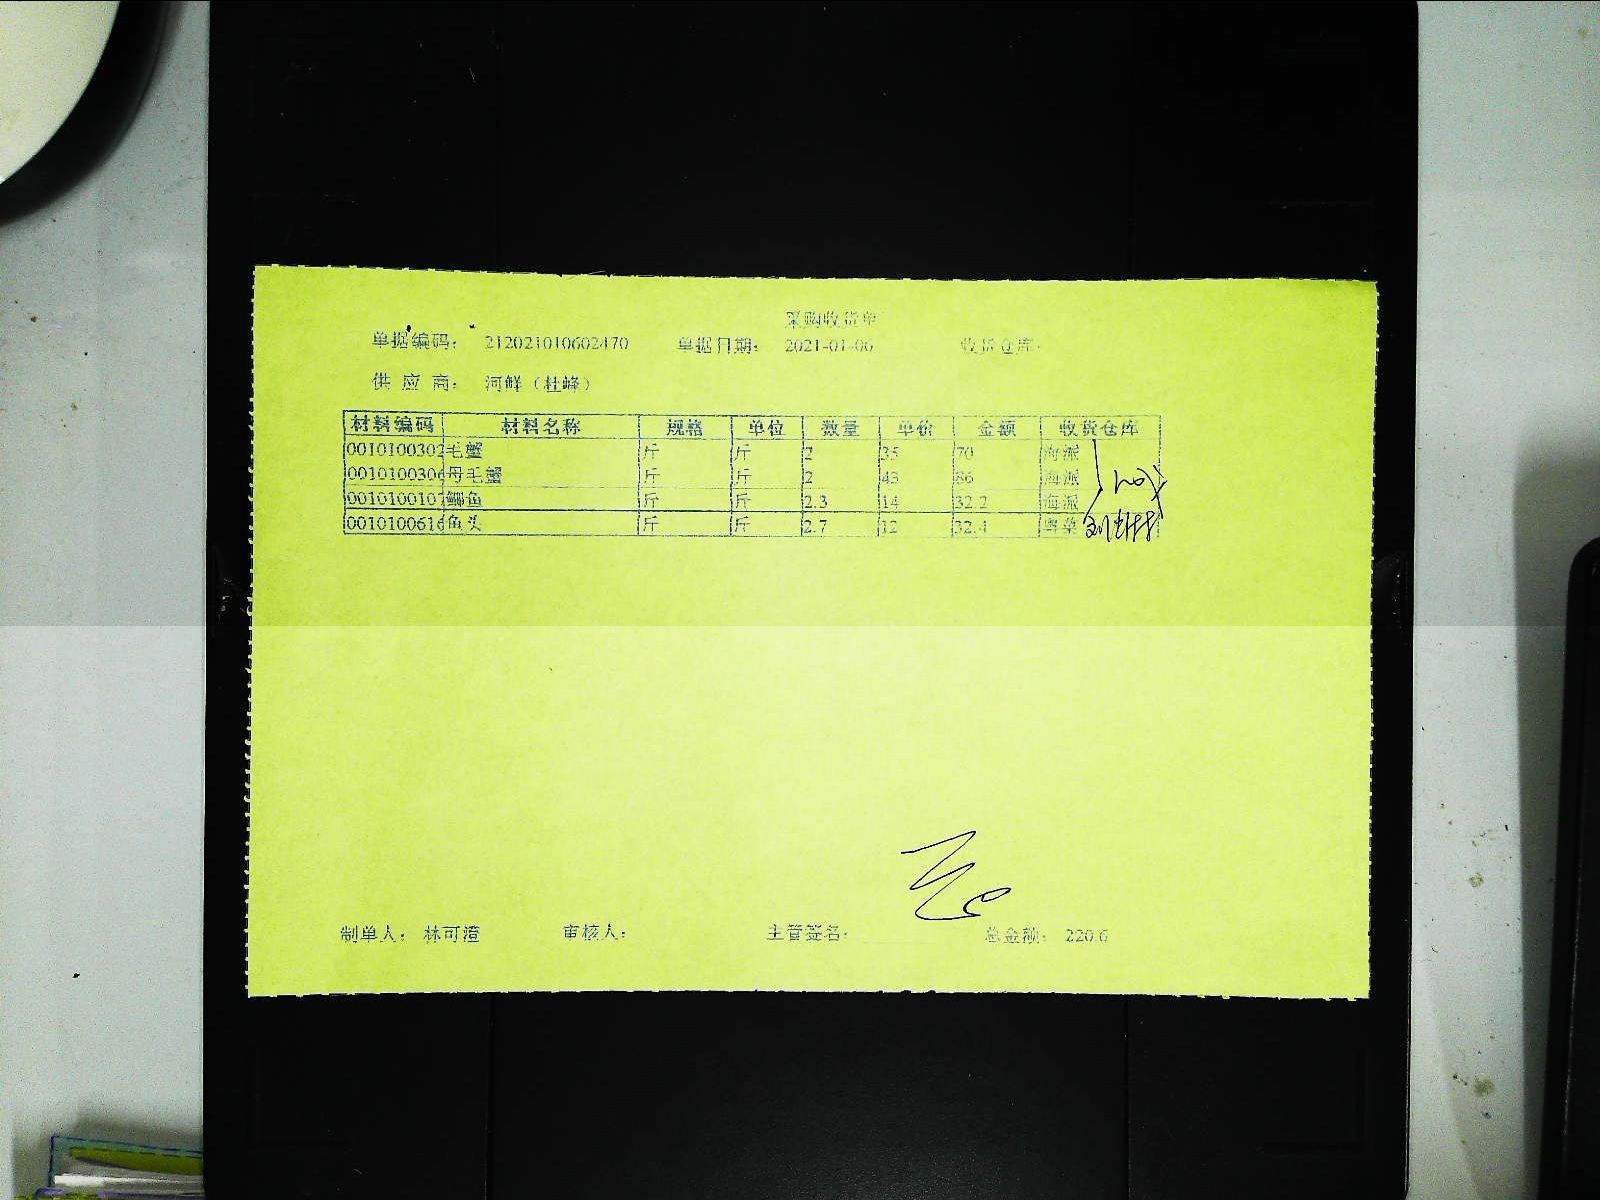 采购收货单
单据编码： 212021010602470 单据日期： 2021-01-06 收货仓库：
供 应 商： 河鲜（杜峰）
材料编码 材料名称 规格 单位 数量 单价 金额 收货仓库
0010100302 毛蟹 斤 斤 2 35 70 海派
0010100306 母毛蟹 斤 斤 2 43 86 海派
0010100107 鲫鱼 斤 斤 2.3 14 32.2 海派
0010100616 鱼头 斤 斤 2.7 12 32.4 粤菜
制单人： 林可澄 审核人： 主管签名： 总金额： 220.6